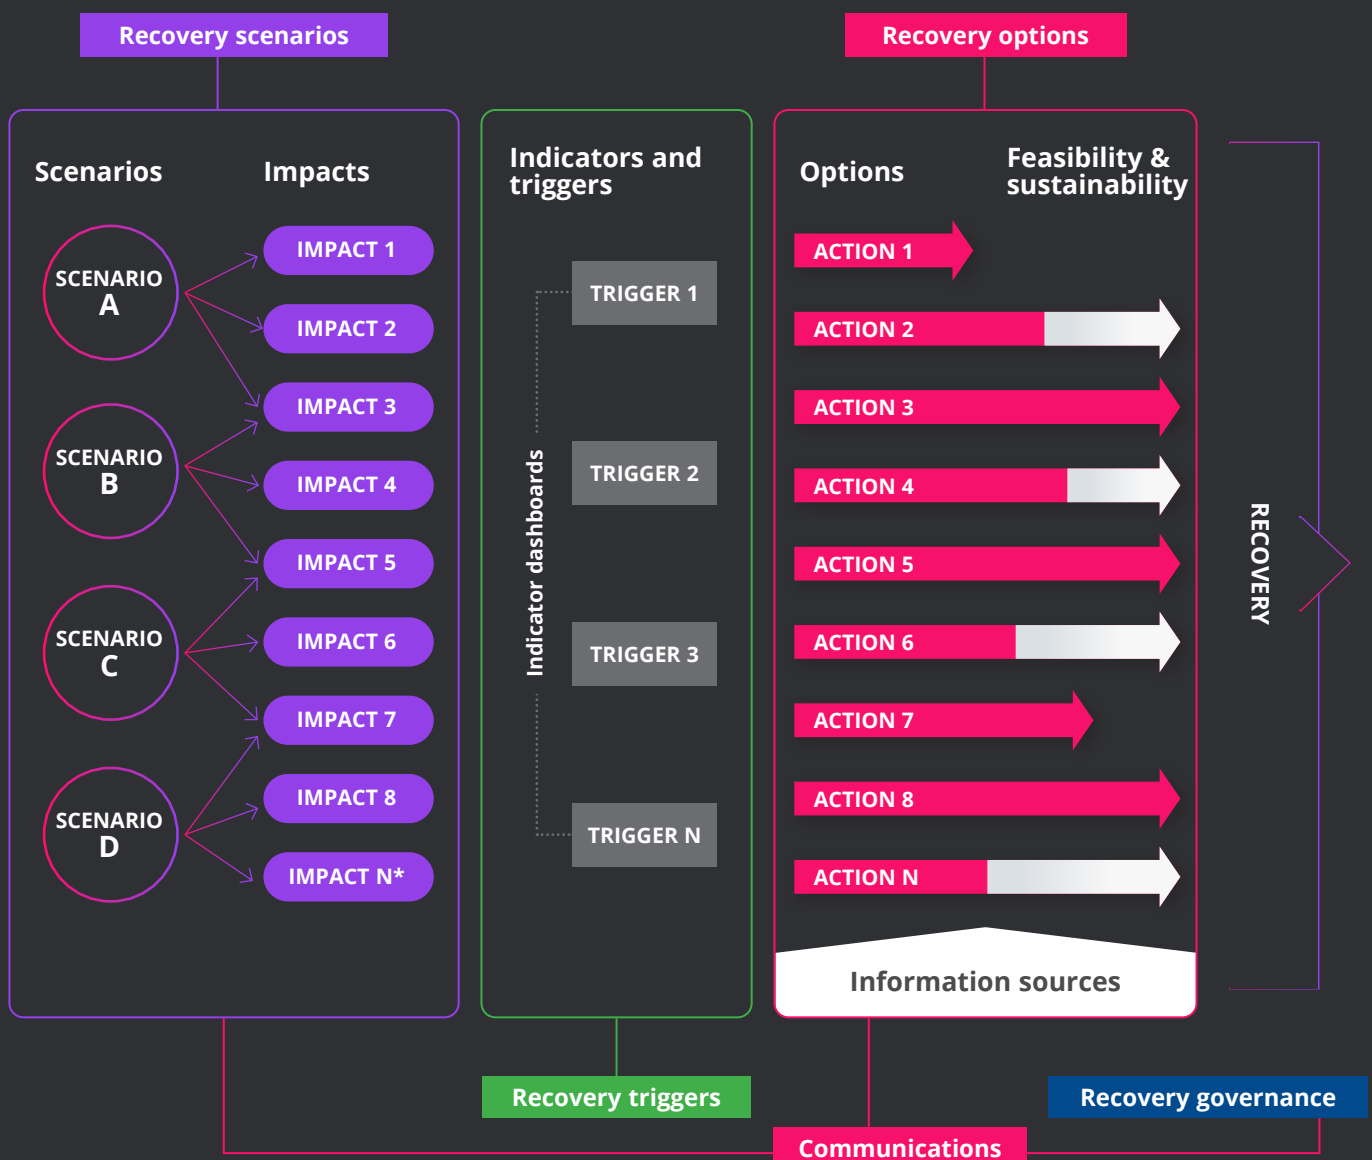 Recovery scenarios
Recovery options
Scenarios
Impacts
SCENARIO
A
SCENARIO
B
SCENARIO
C
SCENARIO
D
IMPACT 1
IMPACT 2
IMPACT 3
IMPACT 4
IMPACT 5
IMPACT 6
IMPACT 7
IMPACT 8
IMPACT N*
Indicators and
triggers
Indicator dashboards
TRIGGER 1
TRIGGER 2
TRIGGER 3
TRIGGER N
Options
Feasibility &
sustainability
ACTION 1
ACTION 2
ACTION 3
ACTION 4
ACTION 5
ACTION 6
ACTION 7
ACTION 8
ACTION N
Information sources
RECOVERY
Recovery triggers
Recovery governance
Communications